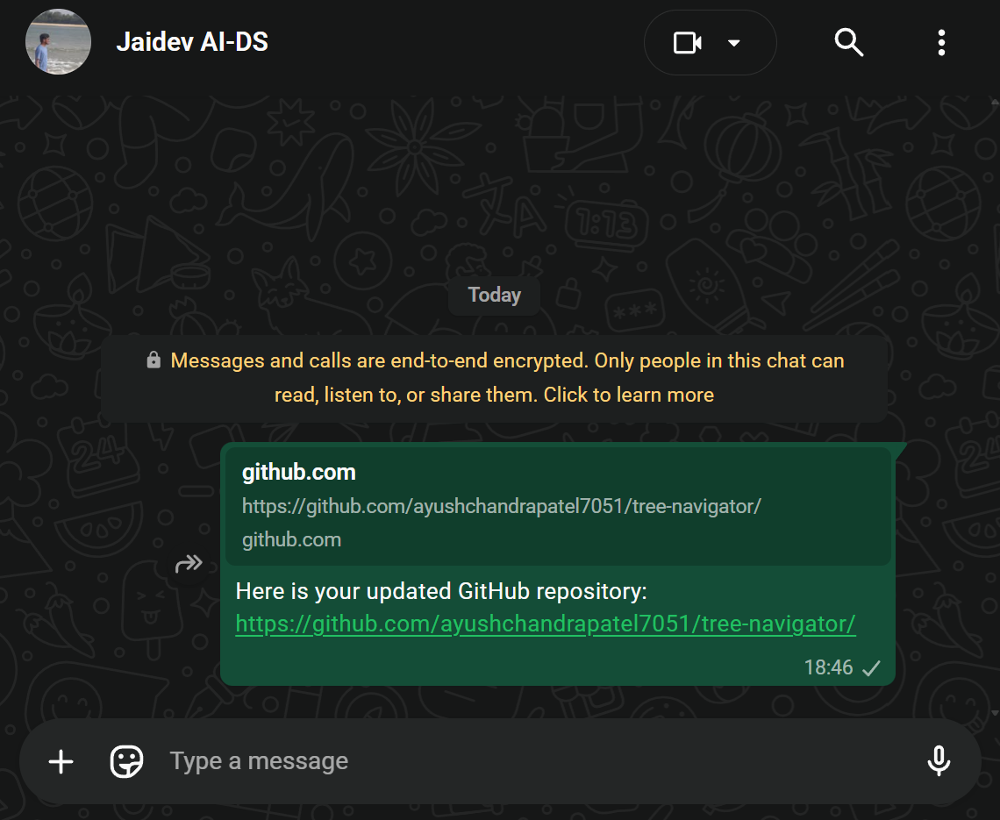 Jaidev AI-DS
Today
Messages and calls are end-to-end encrypted. Only people in this chat can
read, listen to, or share them. Click to learn more
github.com
https://github.com/ayushchandrapatel7051/tree-navigator/
github.com
Here is your updated GitHub repository:
https://github.com/ayushchandrapatel7051/tree-navigator/
18:46
Type a message